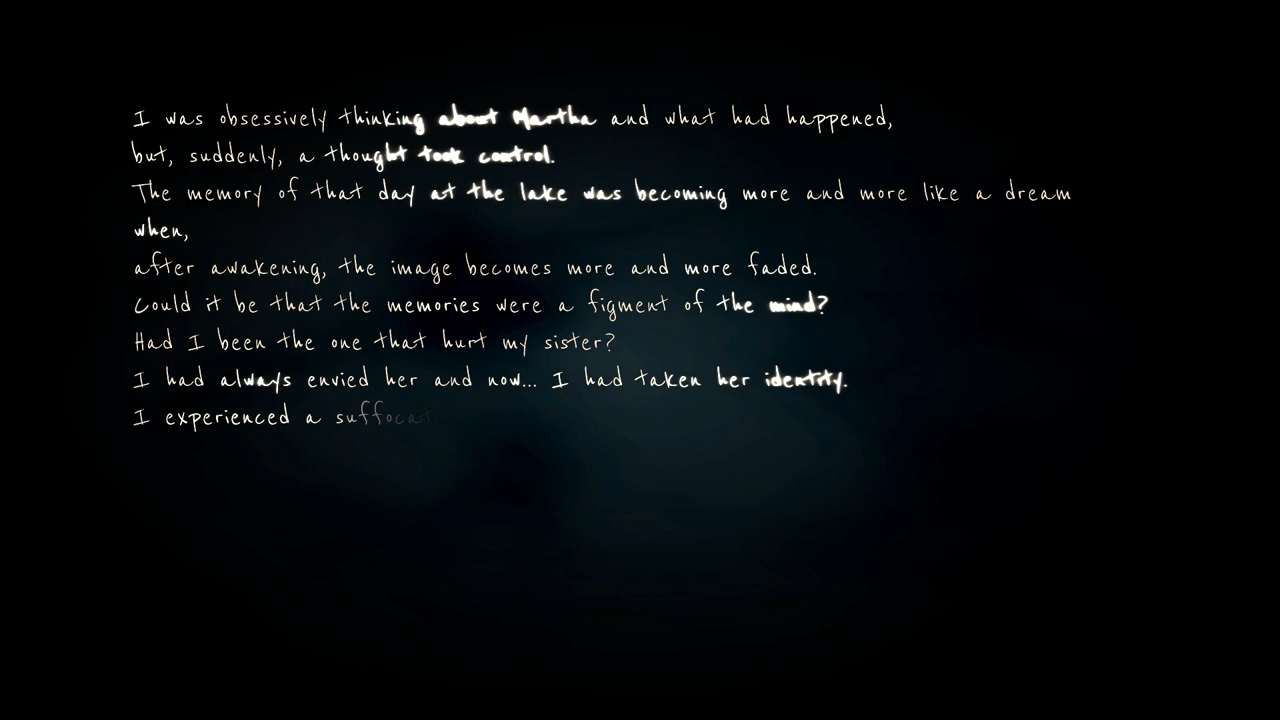 I was obsessively thinking about Martha and what had happened,
but, suddenly, a thought took control.
The memory of that day at the lake was becoming more and more like a dream
when,
after awakening, the image becomes more and more faded.
Could it be that the memories were a figment of the mind?
Had I been the one that hurt my sister?
I had always envied her and now... I had taken her identity.
I experienced a suffocat